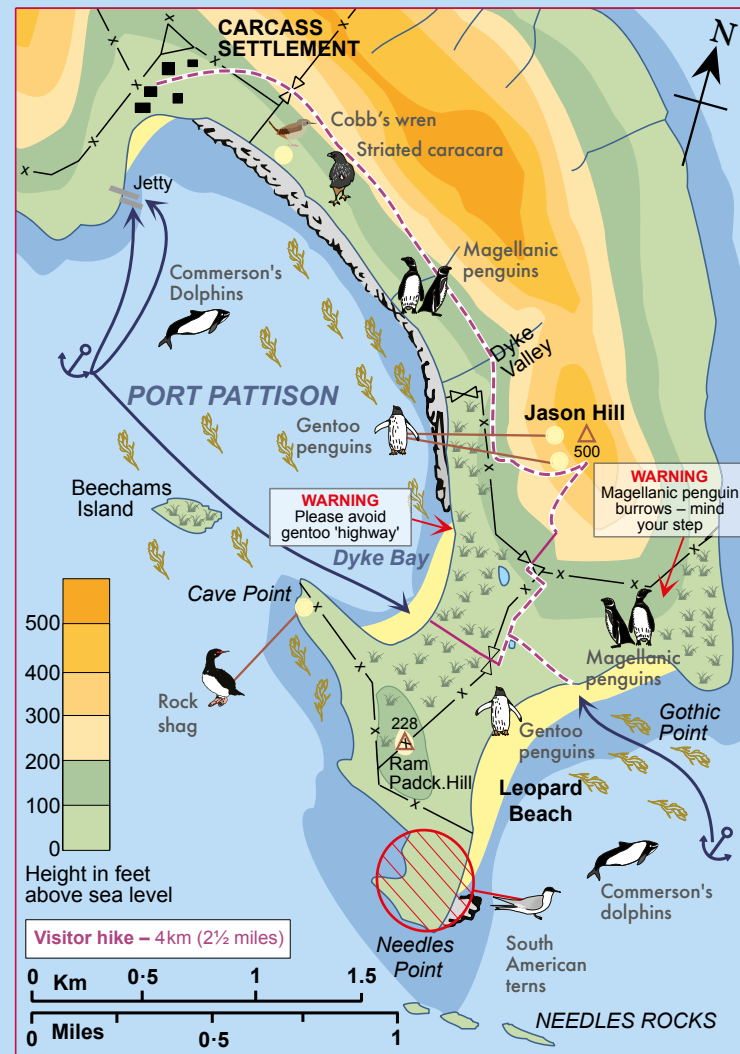 CARCASS
SETTLEMENT
N
Cobb's wren
Striated caracara
Jetty
Magellanic
penguins
Commerson's
Dolphins
Dyke
Valley
PORT PATTISON
Jason Hill
500
Gentoo
penguins
WARNING
Magellanic penguin
burrows – mind
your step
Beechams
Island
WARNING
Please avoid
gentoo 'highway'
Dyke Bay
Cave Point
500
400
300
200
100
0
Height in feet
above sea level
Rock
shag
Magellanic
penguins
228
Ram
Padck.Hill
Gentoo
penguins
Gothic
Point
Leopard
Beach
Commerson's
dolphins
Visitor hike – 4km (2½ miles)
Needles
Point
South
American
terns
0 Km 0·5 1 1.5
0 Miles 0·5 1
NEEDLES ROCKS